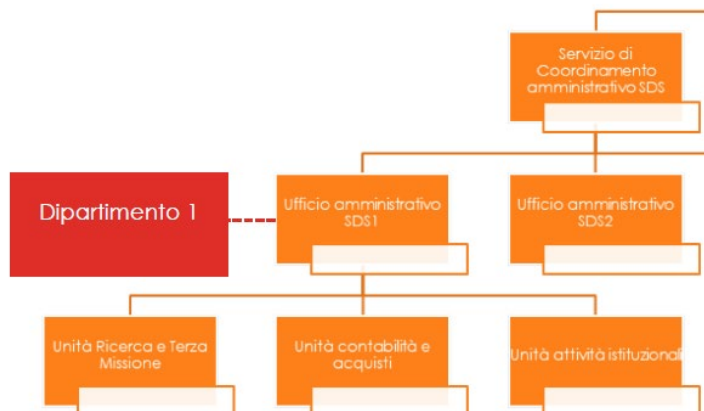 Servizio di
Coordinamento
amministrativo SDS
Dipartimento 1
Ufficio amministrativo
SDS1
Ufficio amministrativo
SDS2
Unità Ricerca e Terza
Missione
Unità contabilità e
acquisti
Unità attività istituzionali